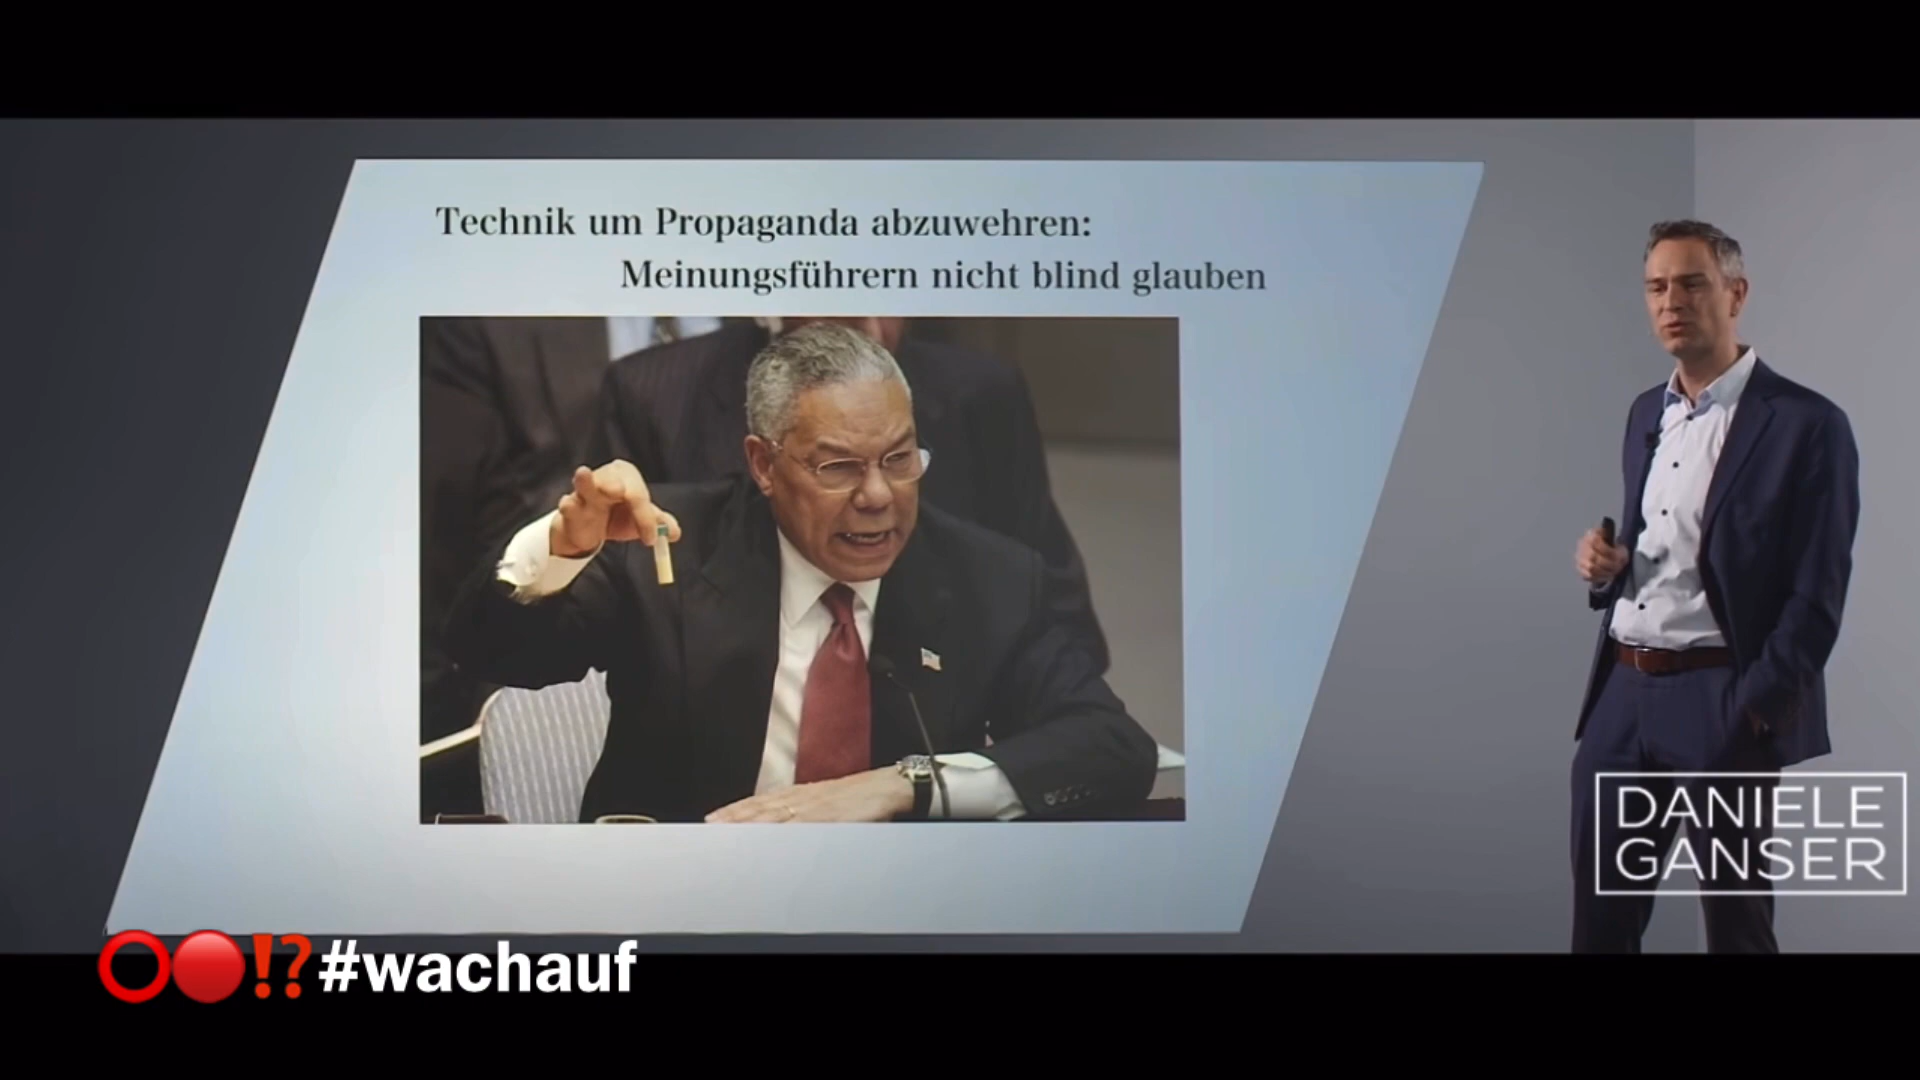 Technik um Propaganda abzuwehren:
Meinungsführern nicht blind glauben
DANIELE
GANSER
⭕🔴⁉️#wachauf